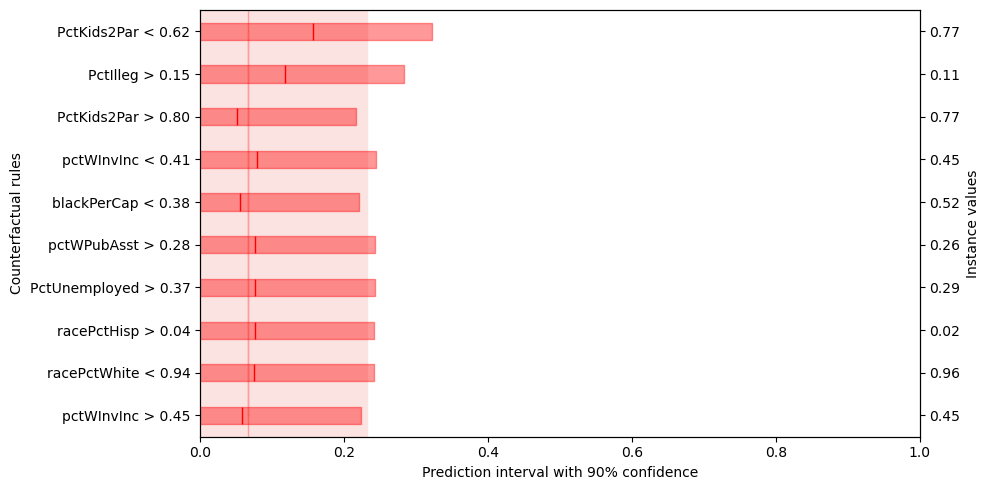 PctKids2Par < 0.62 0.77
PctIlleg > 0.15 0.11
PctKids2Par > 0.80 0.77
pctWInvInc < 0.41 0.45
blackPerCap < 0.38 0.52
pctWPubAsst > 0.28 0.26
PctUnemployed > 0.37 0.29
racePctHisp > 0.04 0.02
racePctWhite < 0.94 0.96
pctWInvInc > 0.45 0.45
Counterfactual rules
Instance values
0.0 0.2 0.4 0.6 0.8 1.0
Prediction interval with 90% confidence